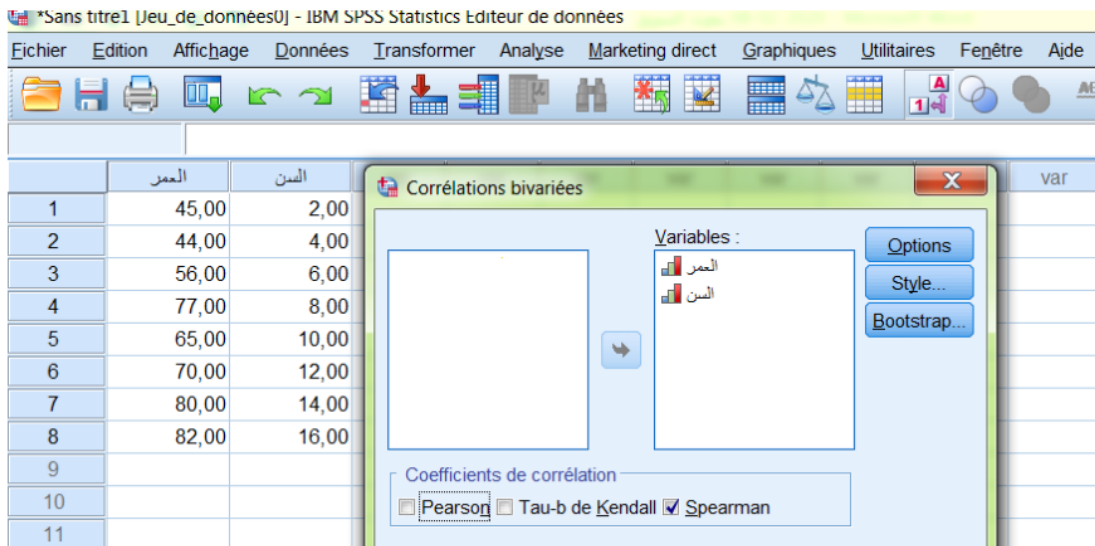 *Sans titre1 [Jeu_de_données0] - IBM SPSS Statistics Editeur de données
Fichier Edition Affichage Données Transformer Analyse Marketing direct Graphiques Utilitaires Fenêtre Aide
العمر السن var
Corrélations bivariées
1 45,00 2,00
2 44,00 4,00
3 56,00 6,00
4 77,00 8,00
5 65,00 10,00
6 70,00 12,00
7 80,00 14,00
8 82,00 16,00
9
10
11
Variables :
العمر
السن
Options
Style...
Bootstrap...
Coefficients de corrélation
Pearson Tau-b de Kendall Spearman